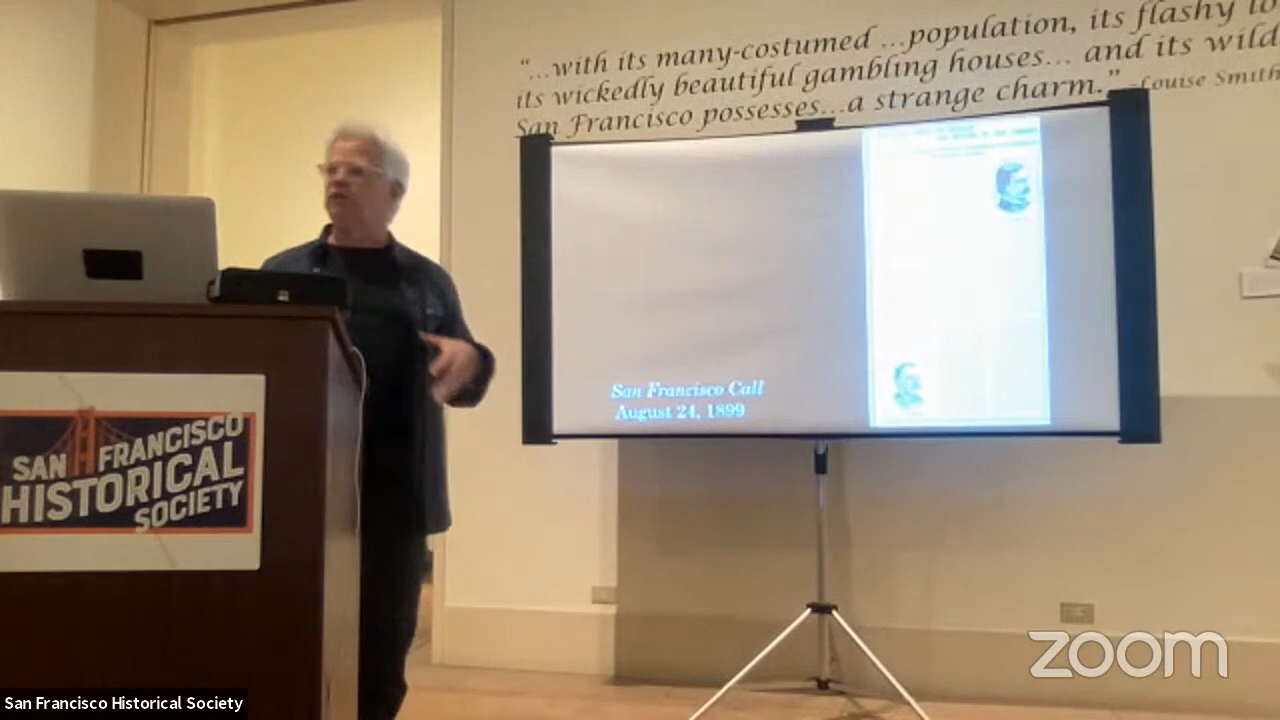 “...with its many-costumed ...population, its flashy
its wickedly beautiful gambling houses... and its wild
San Francisco possesses...a strange charm.” -Louise Smith
San Francisco Call
August 24, 1899
SAN FRANCISCO
HISTORICAL
SOCIETY
zoom
San Francisco Historical Society